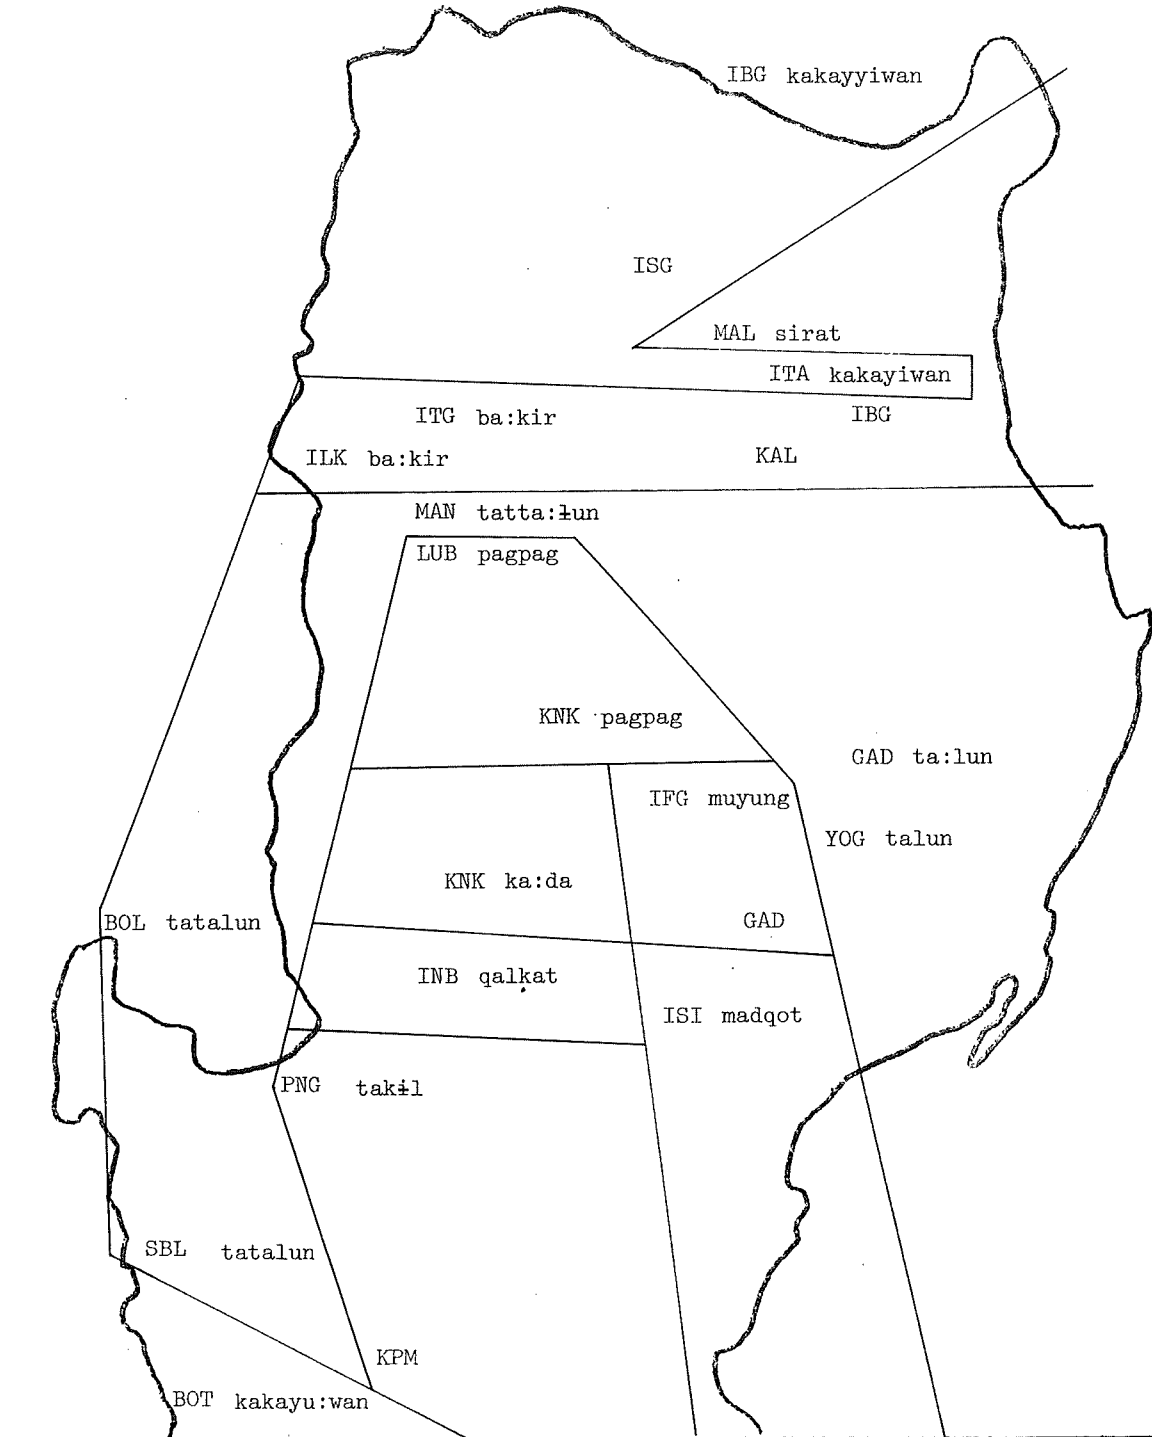 IBG kakayyiwan
ISG
MAL sirat
ITA kakayiwan
ITG ba:kir
IBG
ILK ba:kir
KAL
MAN tatta:ɫun
LUB pagpag
KNK pagpag
GAD ta:lun
IFG muyung
YOG talun
KNK ka:da
BOL tatalun
GAD
INB qalkat
ISI madqot
PNG takɨl
SBL tatalun
KPM
BOT kakayu:wan